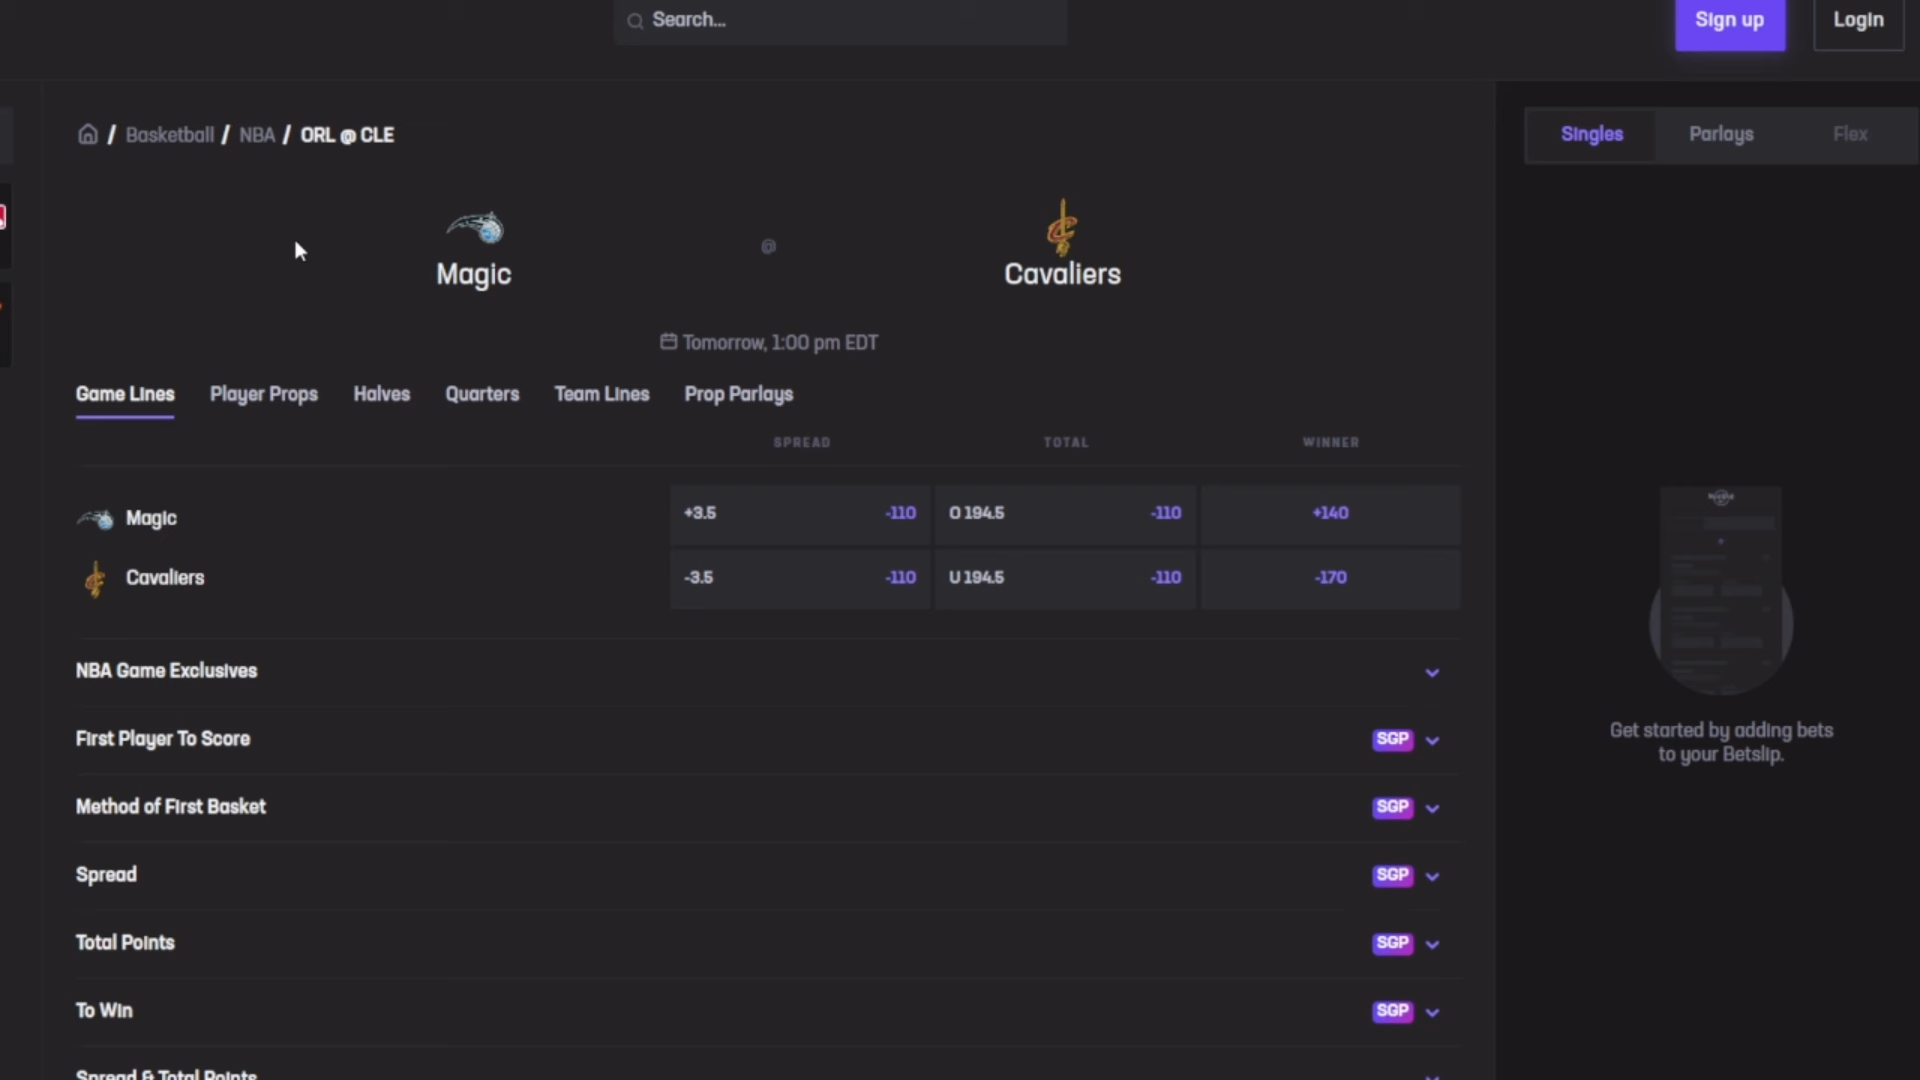 Search...
Sign up
Login
/ Basketball / NBA / ORL @ CLE
Singles
Parlays
Flex
Magic
@
Cavaliers
Tomorrow, 1:00 pm EDT
Game Lines
Player Props
Halves
Quarters
Team Lines
Prop Parlays
SPREAD
TOTAL
WINNER
Magic
+3.5 -110
O 194.5 -110
+140
Cavaliers
-3.5 -110
U 194.5 -110
-170
NBA Game Exclusives
First Player To Score
SGP
Method of First Basket
SGP
Spread
SGP
Total Points
SGP
To Win
SGP
Spread & Total Points
Get started by adding bets
to your Betslip.